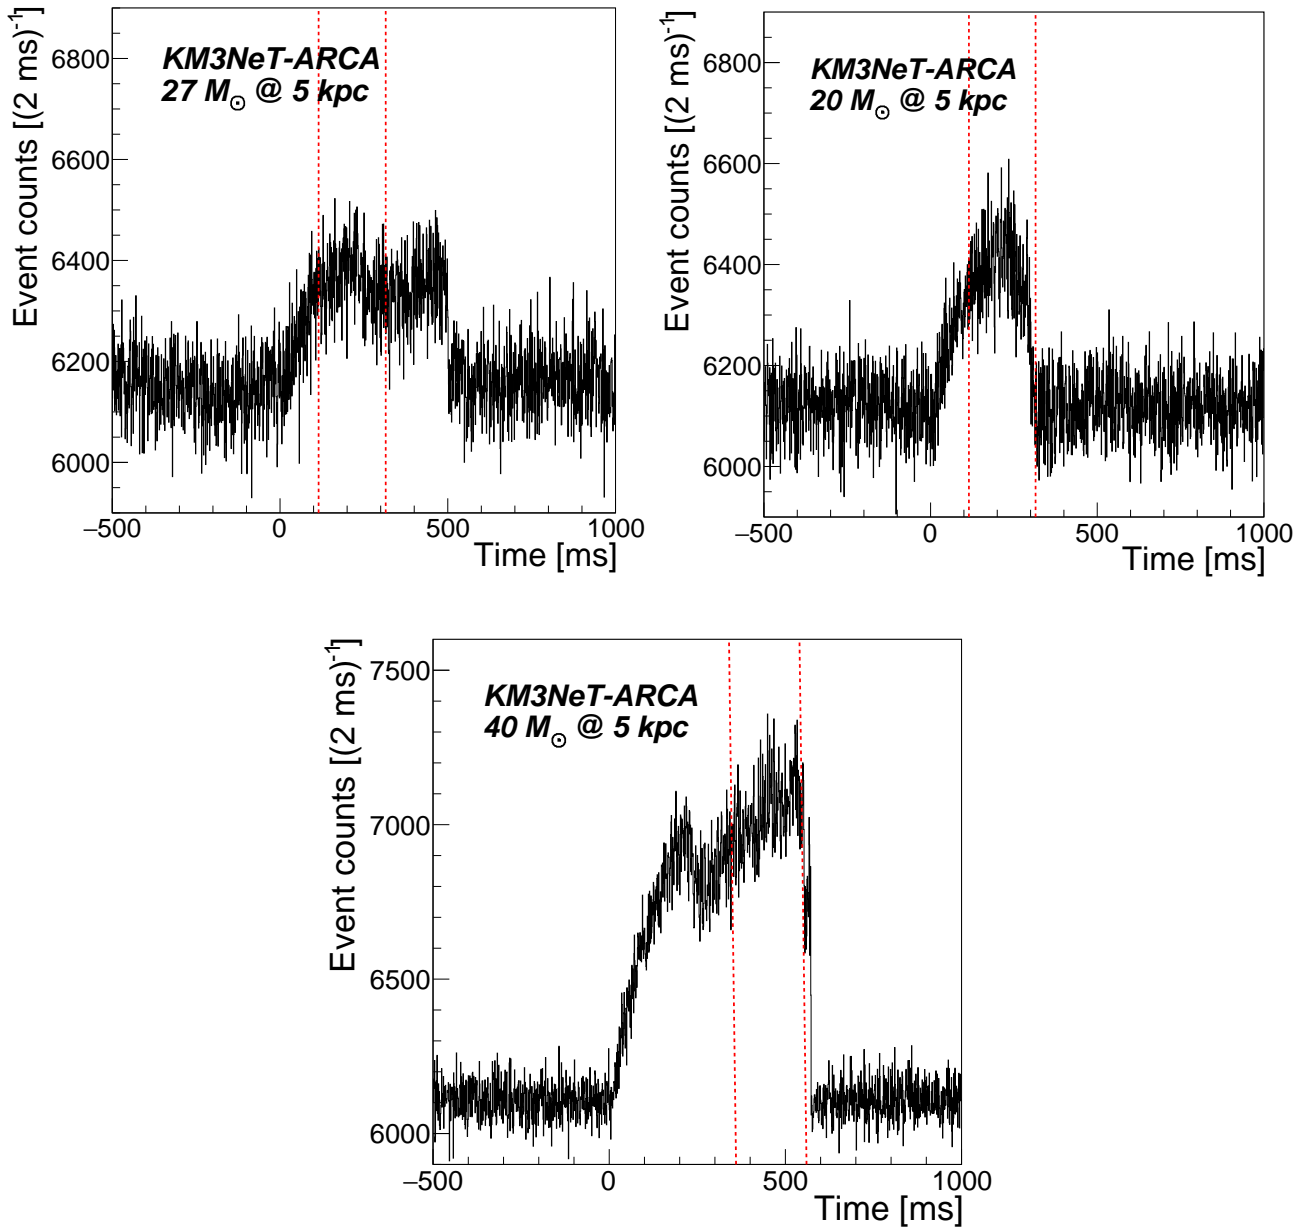 Event counts [(2 ms)⁻¹]
6800
6600
6400
6200
6000
KM3NeT-ARCA
27 M⊙ @ 5 kpc
−500 0 500 1000
Time [ms]
Event counts [(2 ms)⁻¹]
6800
6600
6400
6200
6000
KM3NeT-ARCA
20 M⊙ @ 5 kpc
−500 0 500 1000
Time [ms]
Event counts [(2 ms)⁻¹]
7500
7000
6500
6000
KM3NeT-ARCA
40 M⊙ @ 5 kpc
−500 0 500 1000
Time [ms]